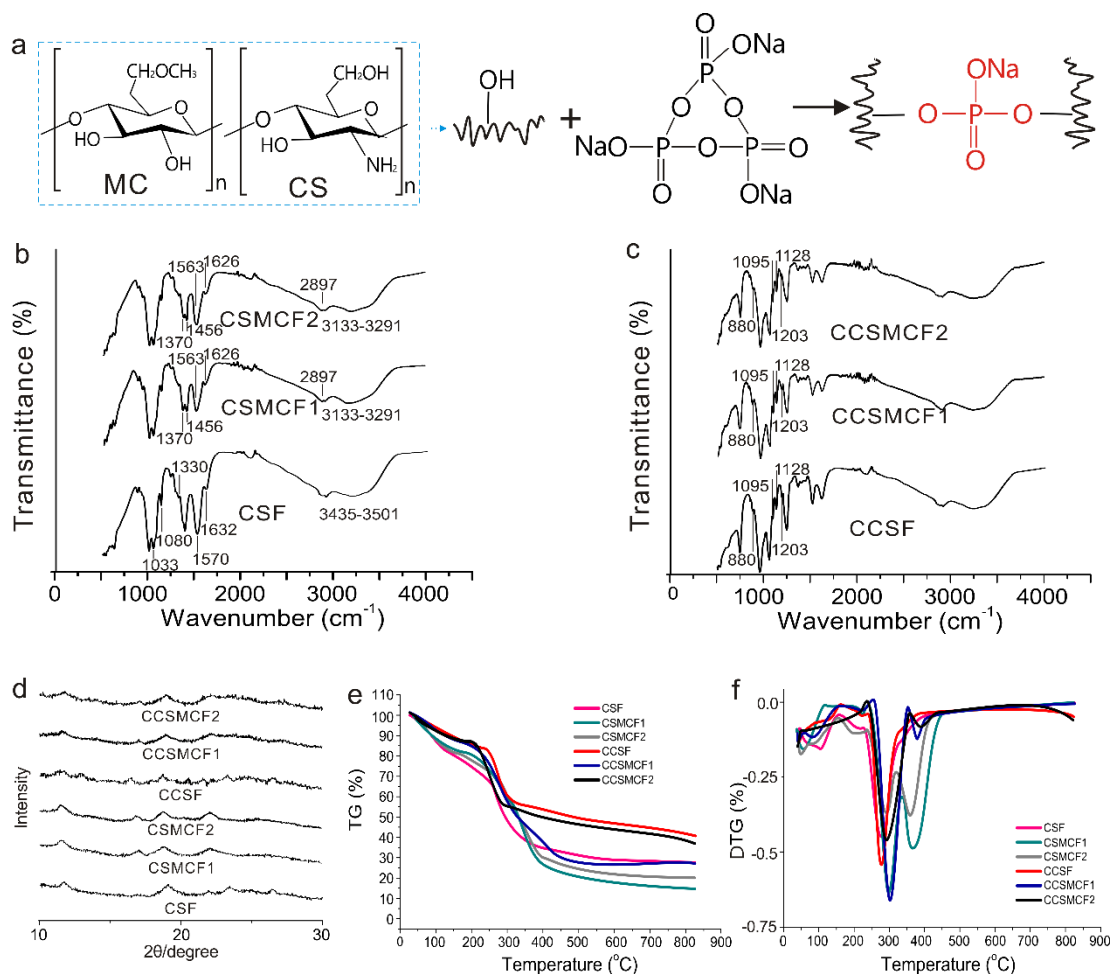 a
CH₂OCH₃
O
O
HO
OH
MC
n
CH₂OH
O
O
HO
NH₂
CS
n
OH
+
ONa
P
O
O
O
NaO
P
O
P
O
O
ONa
ONa
O
P
O
O
b
Transmittance (%)
1563
1626
2897
CSMCF2
3133-3291
1456
1370
1563
1626
2897
CSMCF1
3133-3291
1456
1370
1330
CSF
3435-3501
1632
1080
1570
1033
0
1000
2000
3000
4000
Wavenumber (cm⁻¹)
c
Transmittance (%)
1095
1128
880
1203
CCSMCF2
1095
1128
880
1203
CCSMCF1
1095
1128
880
1203
CCSF
0
1000
2000
3000
4000
Wavenumber (cm⁻¹)
d
Intensity
CCSMCF2
CCSMCF1
CCSF
CSMCF2
CSMCF1
CSF
10
20
30
2θ/degree
e
TG (%)
110
100
90
80
70
60
50
40
30
20
10
0
CSF
CSMCF1
CSMCF2
CCSF
CCSMCF1
CCSMCF2
0 100 200 300 400 500 600 700 800 900
Temperature (°C)
f
DTG (%)
0.0
-0.25
-0.5
-0.75
CSF
CSMCF1
CSMCF2
CCSF
CCSMCF1
CCSMCF2
0 100 200 300 400 500 600 700 800 900
Temperature (°C)